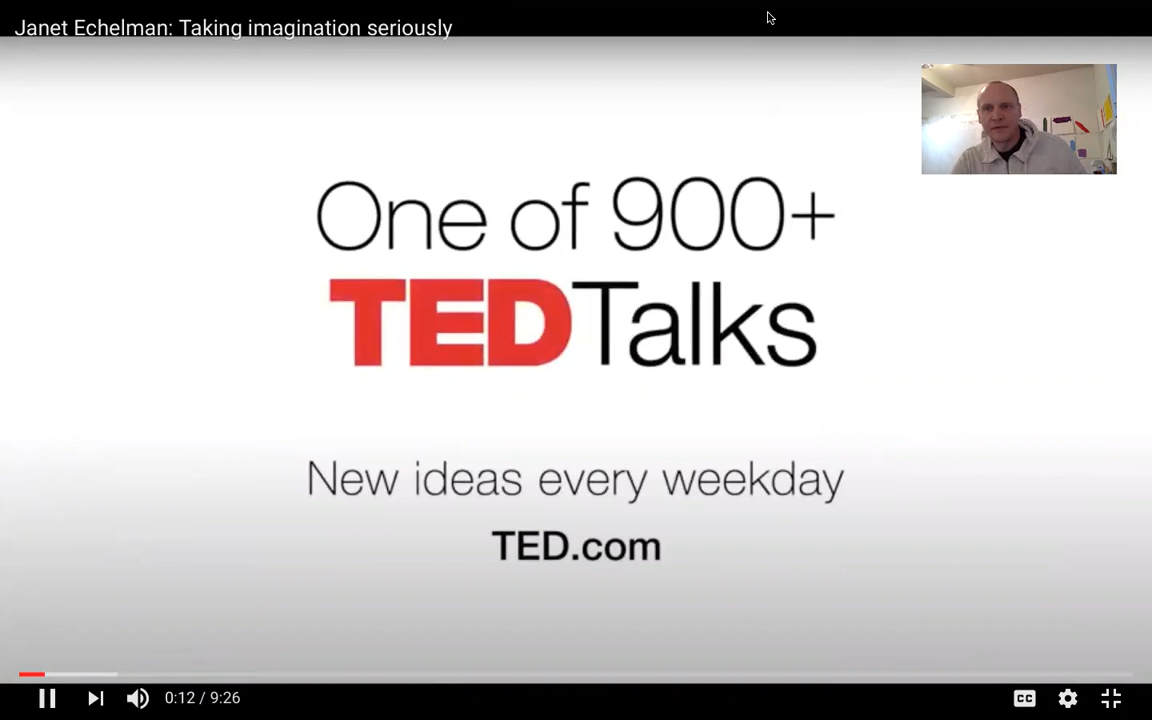 Janet Echelman: Taking imagination seriously
One of 900+
TEDTalks
New ideas every weekday
TED.com
0:12 / 9:26
CC